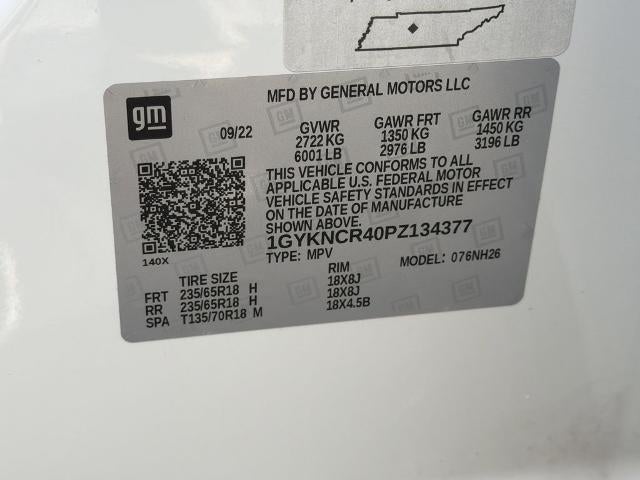 MFD BY GENERAL MOTORS LLC
gm
09/22
GVWR GAWR FRT GAWR RR
2722 KG 1350 KG 1450 KG
6001 LB 2976 LB 3196 LB
THIS VEHICLE CONFORMS TO ALL
APPLICABLE U.S. FEDERAL MOTOR
VEHICLE SAFETY STANDARDS IN EFFECT
ON THE DATE OF MANUFACTURE
SHOWN ABOVE.
1GYKNCR40PZ134377
140X
TYPE: MPV MODEL: 076NH26
TIRE SIZE RIM
FRT 235/65R18 H 18X8J
RR 235/65R18 H 18X8J
SPA T135/70R18 M 18X4.5B